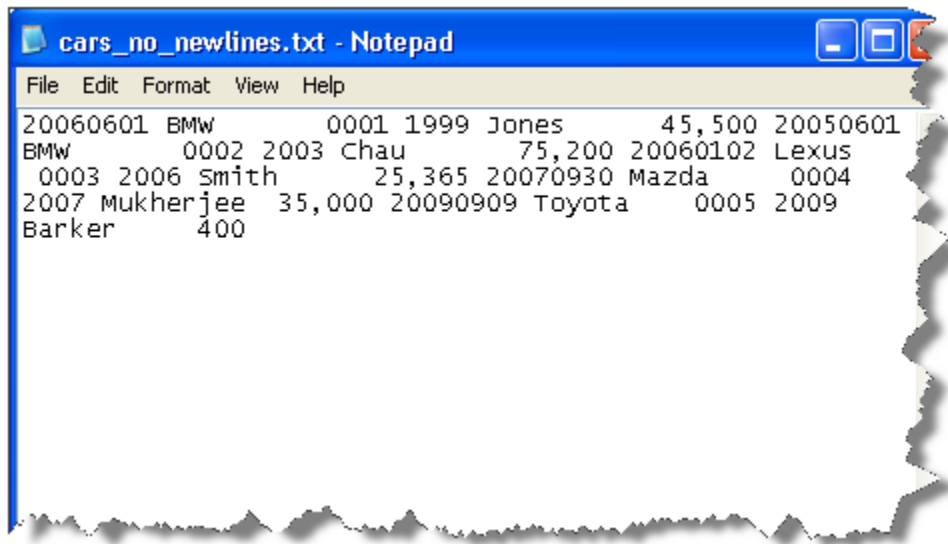 cars_no_newlines.txt - Notepad
File Edit Format View Help
20060601 BMW       0001 1999 Jones      45,500 20050601
BMW       0002 2003 Chau       75,200 20060102 Lexus
 0003 2006 Smith      25,365 20070930 Mazda     0004
2007 Mukherjee  35,000 20090909 Toyota    0005 2009
Barker     400